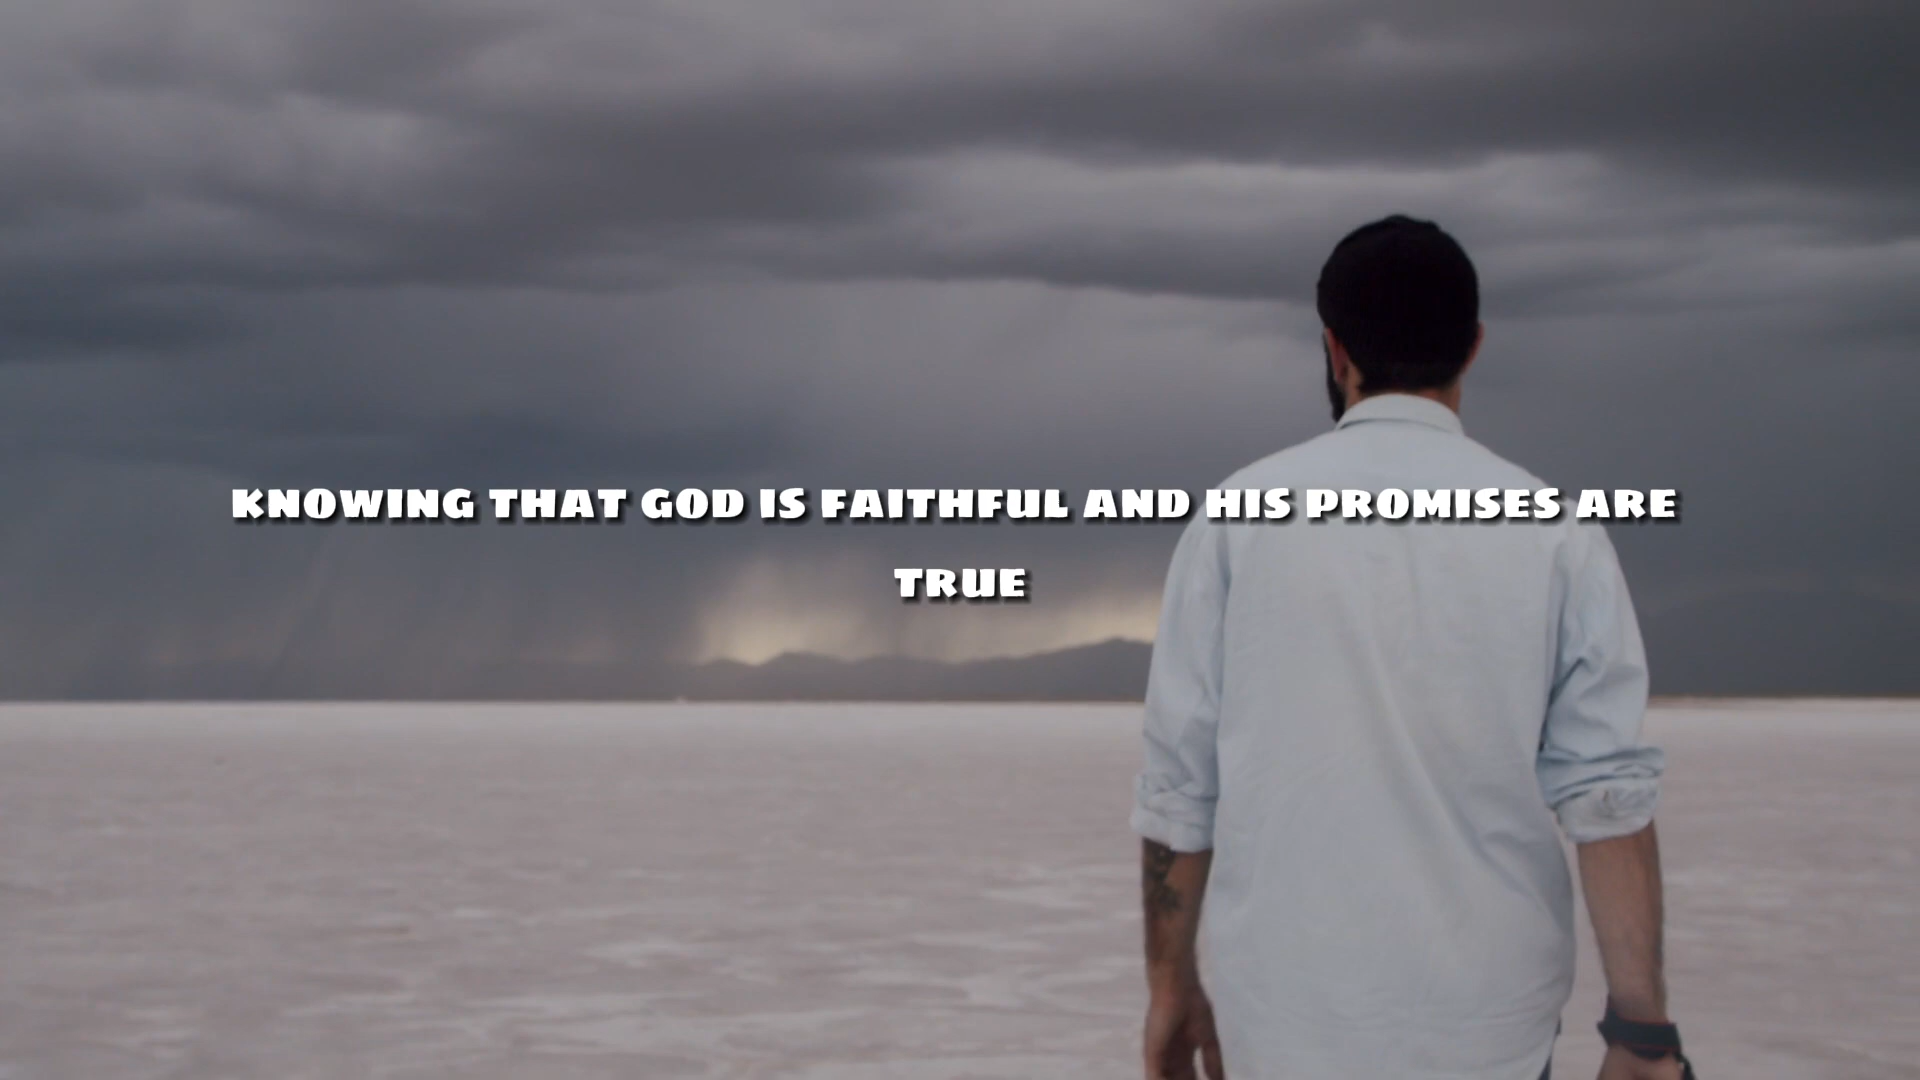 KNOWING THAT GOD IS FAITHFUL AND HIS PROMISES ARE
TRUE